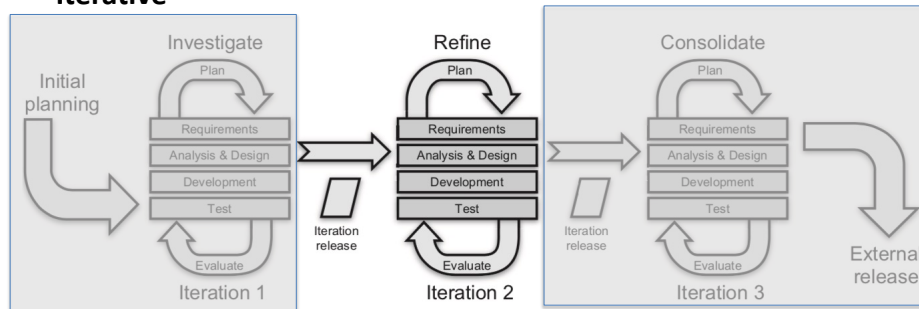 Iterative
Initial
planning
Investigate
Plan
Requirements
Analysis & Design
Development
Test
Evaluate
Iteration 1
Iteration
release
Refine
Plan
Requirements
Analysis & Design
Development
Test
Evaluate
Iteration 2
Iteration
release
Consolidate
Plan
Requirements
Analysis & Design
Development
Test
Evaluate
Iteration 3
External
release